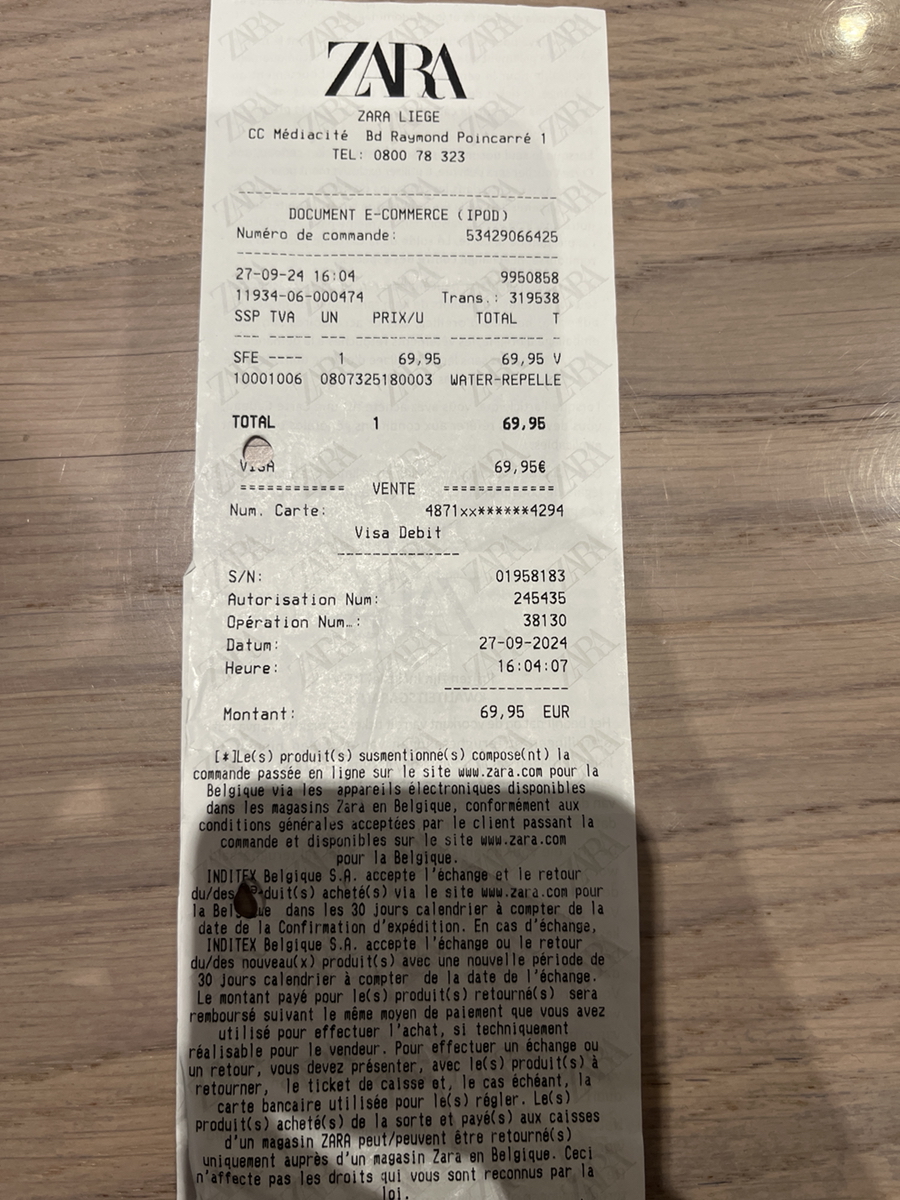 ZARA
ZARA LIEGE
CC Médiacité Bd Raymond Poincarré 1
TEL: 0800 78 323
DOCUMENT E-COMMERCE (IPOD)
Numéro de commande: 53429066425
27-09-24 16:04 9950858
11934-06-000474 Trans.: 319538
SSP TVA UN PRIX/U TOTAL T
SFE ---- 1 69,95 69,95 V
10001006 0807325180003 WATER-REPELLE
TOTAL 1 69,95
VISA 69,95€
============ VENTE ============
Num. Carte: 4871xx******4294
Visa Debit
S/N: 01958183
Autorisation Num: 245435
Opération Num…: 38130
Datum: 27-09-2024
Heure: 16:04:07
Montant: 69,95 EUR
[*]Le(s) produit(s) susmentionné(s) compose(nt) la
commande passée en ligne sur le site www.zara.com pour la
Belgique via les appareils électroniques disponibles
dans les magasins Zara en Belgique, conformément aux
conditions générales acceptées par le client passant la
commande et disponibles sur le site www.zara.com
pour la Belgique.
INDITEX Belgique S.A. accepte l'échange et le retour
du/des duit(s) acheté(s) via le site www.zara.com pour
la Belgique dans les 30 jours calendrier à compter de la
date de la Confirmation d'expédition. En cas d'échange,
INDITEX Belgique S.A. accepte l'échange ou le retour
du/des nouveau(x) produit(s) avec une nouvelle période de
30 jours calendrier à compter de la date de l'échange.
Le montant payé pour le(s) produit(s) retourné(s) sera
remboursé suivant le même moyen de paiement que vous avez
utilisé pour effectuer l'achat, si techniquement
réalisable pour le vendeur. Pour effectuer un échange ou
un retour, vous devez présenter, avec le(s) produit(s) à
retourner, le ticket de caisse et, le cas échéant, la
carte bancaire utilisée pour le(s) régler. Le(s)
produit(s) acheté(s) de la sorte et payé(s) aux caisses
d'un magasin ZARA peut/peuvent être retourné(s)
uniquement auprès d'un magasin Zara en Belgique. Ceci
n'affecte pas les droits qui vous sont reconnus par la
loi.